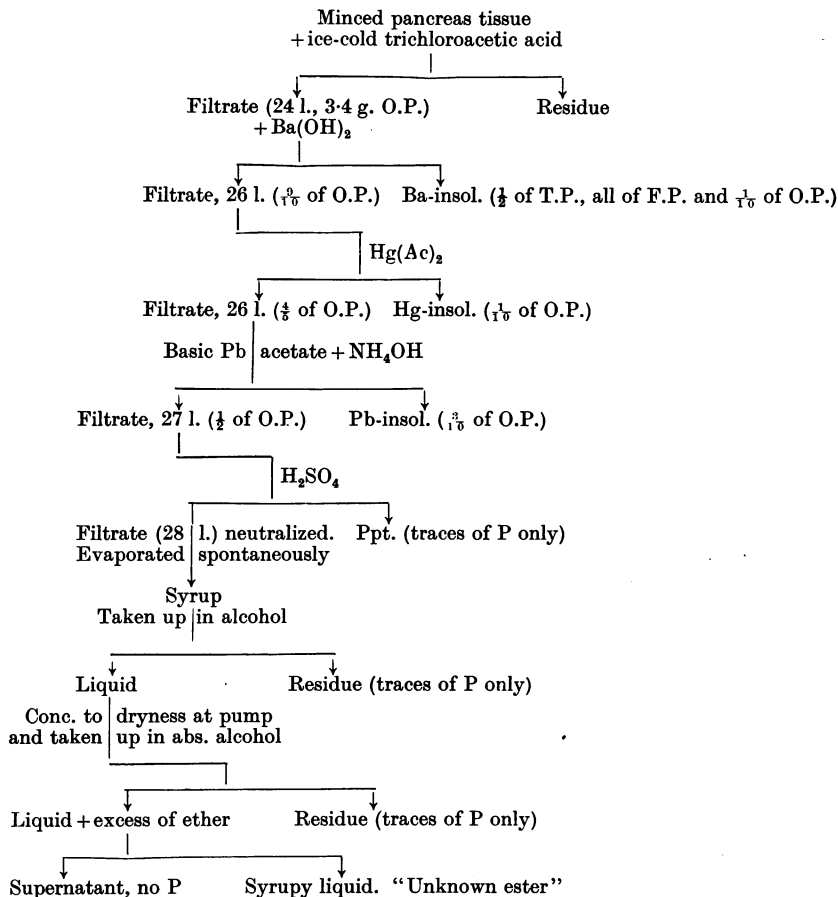 Minced pancreas tissue
+ice-cold trichloroacetic acid
Filtrate (24 l., 3·4 g. O.P.) Residue
+Ba(OH)₂
Filtrate, 26 l. (9/10 of O.P.) Ba-insol. (½ of T.P., all of F.P. and 1/10 of O.P.)
Hg(Ac)₂
Filtrate, 26 l. (⅘ of O.P.) Hg-insol. (1/10 of O.P.)
Basic Pb acetate+NH₄OH
Filtrate, 27 l. (½ of O.P.) Pb-insol. (3/10 of O.P.)
H₂SO₄
Filtrate (28 l.) neutralized. Ppt. (traces of P only)
Evaporated spontaneously
Syrup
Taken up in alcohol
Liquid Residue (traces of P only)
Conc. to dryness at pump
and taken up in abs. alcohol
Liquid+excess of ether Residue (traces of P only)
Supernatant, no P Syrupy liquid. "Unknown ester"